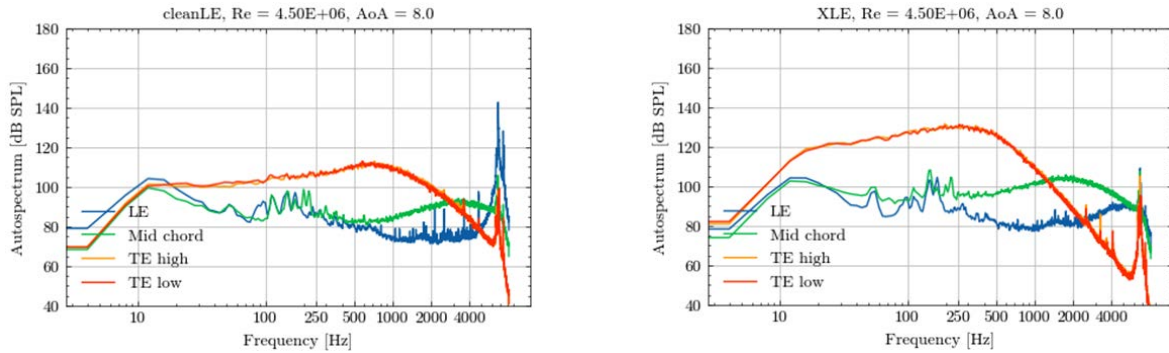 cleanLE, Re = 4.50E+06, AoA = 8.0
180
160
140
120
100
80
60
40
Autospectrum [dB SPL]
LE
Mid chord
TE high
TE low
10 100 250 500 1000 2000 4000
Frequency [Hz]
XLE, Re = 4.50E+06, AoA = 8.0
180
160
140
120
100
80
60
40
Autospectrum [dB SPL]
LE
Mid chord
TE high
TE low
10 100 250 500 1000 2000 4000
Frequency [Hz]